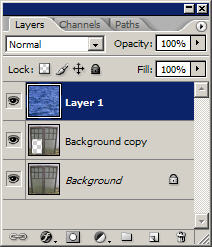 Layers Channels Paths
Normal Opacity: 100%
Lock: Fill: 100%
Layer 1
Background copy
Background